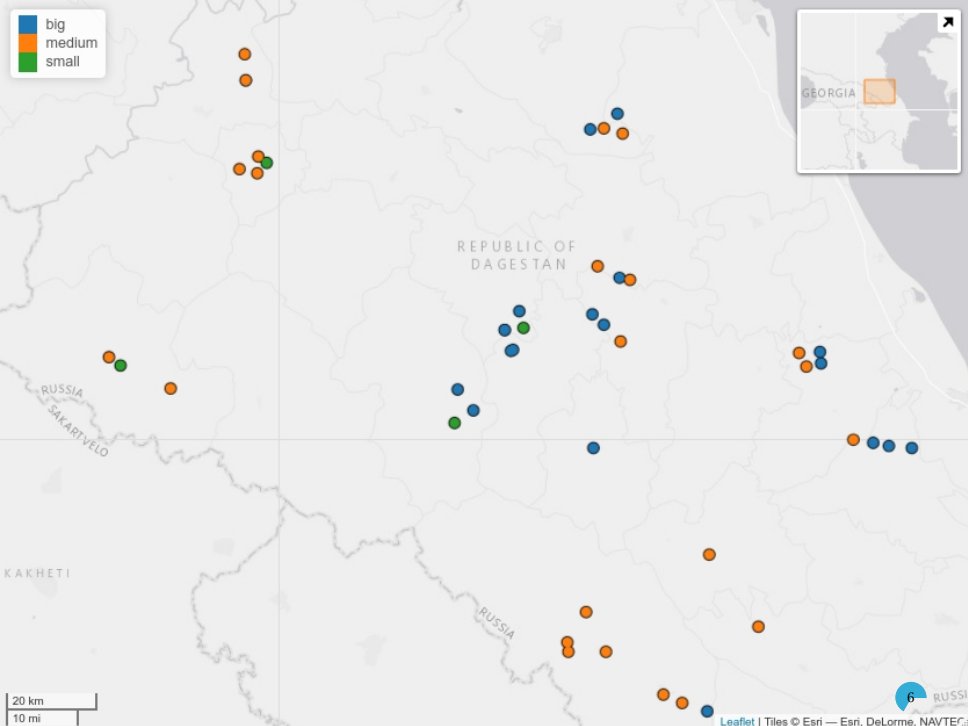 big
medium
small
GEORGIA
REPUBLIC OF
DAGESTAN
RUSSIA
SAKARTVELO
KAKHETI
RUSSIA
6
RUSSI
20 km
10 mi
Leaflet | Tiles © Esri — Esri, DeLorme, NAVTEC